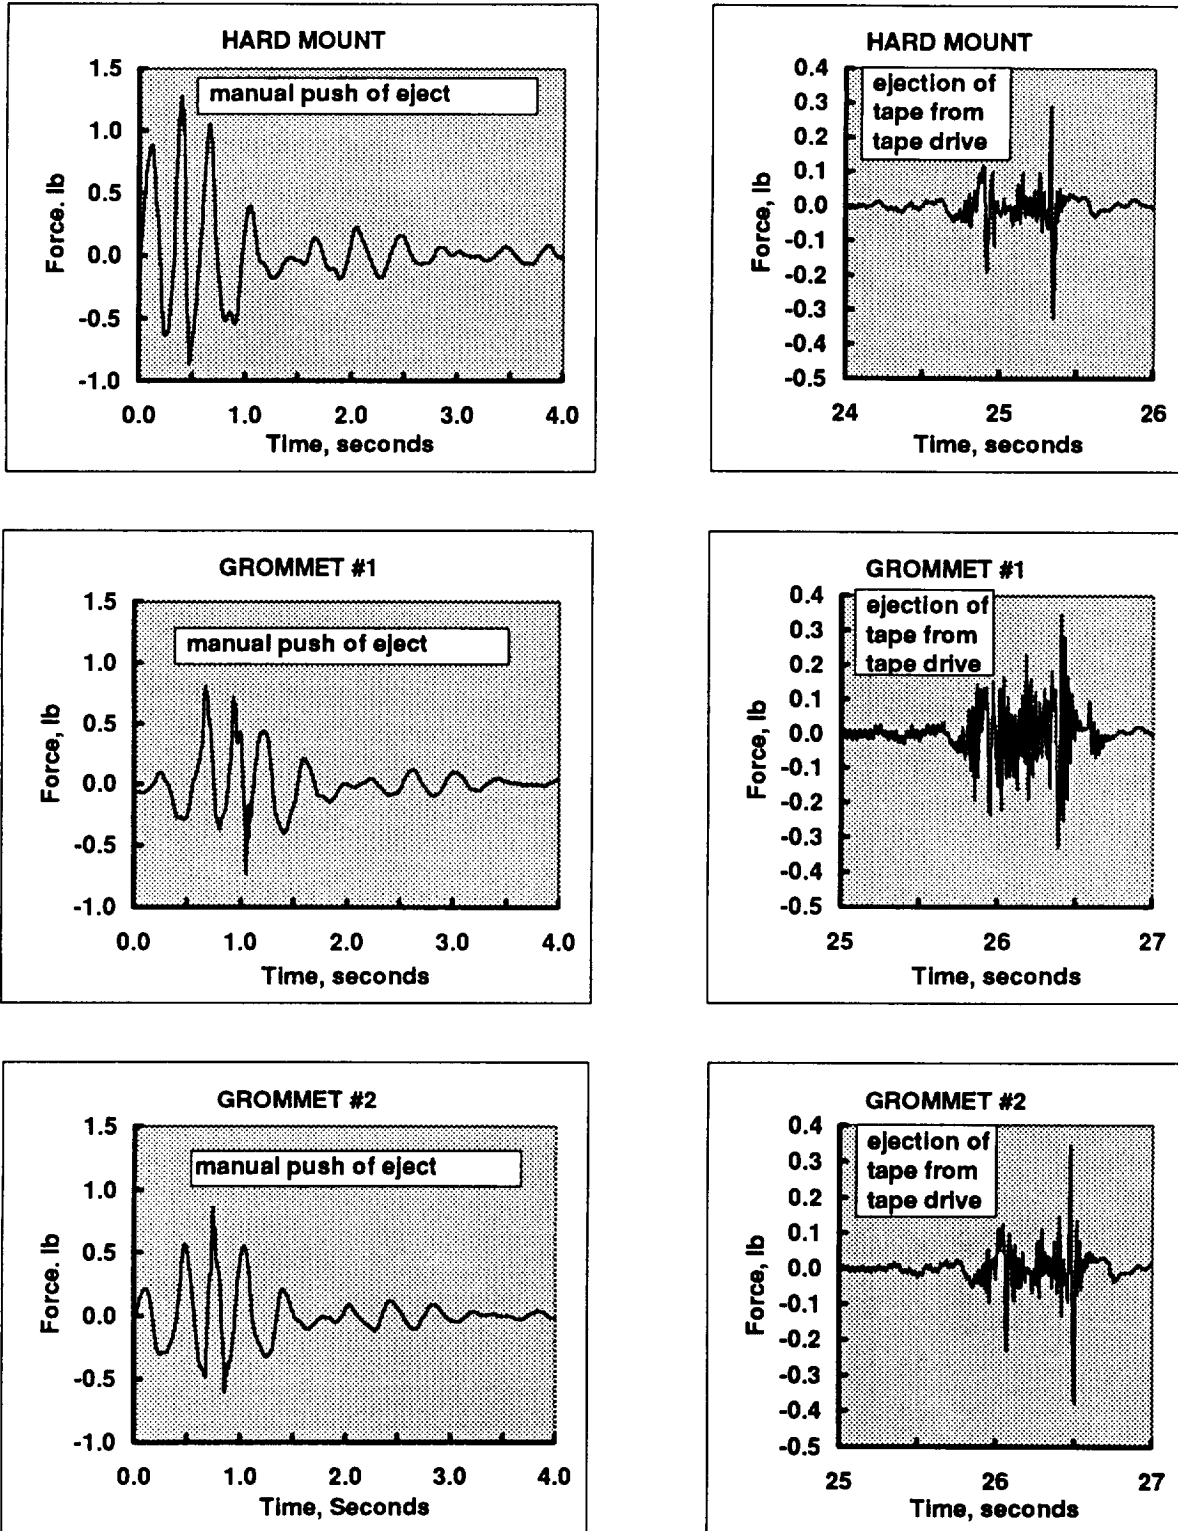 HARD MOUNT
manual push of eject
1.5
1.0
0.5
0.0
-0.5
-1.0
Force. lb
0.0 1.0 2.0 3.0 4.0
Time, seconds
HARD MOUNT
ejection of
tape from
tape drive
0.4
0.3
0.2
0.1
0.0
-0.1
-0.2
-0.3
-0.4
-0.5
Force, lb
24 25 26
Time, seconds
GROMMET #1
manual push of eject
1.5
1.0
0.5
0.0
-0.5
-1.0
Force, lb
0.0 1.0 2.0 3.0 4.0
Time, seconds
GROMMET #1
ejection of
tape from
tape drive
0.4
0.3
0.2
0.1
0.0
-0.1
-0.2
-0.3
-0.4
-0.5
Force, lb
25 26 27
Time, seconds
GROMMET #2
manual push of eject
1.5
1.0
0.5
0.0
-0.5
-1.0
Force. lb
0.0 1.0 2.0 3.0 4.0
Time, Seconds
GROMMET #2
ejection of
tape from
tape drive
0.4
0.3
0.2
0.1
0.0
-0.1
-0.2
-0.3
-0.4
-0.5
Force, lb
25 26 27
Time, seconds